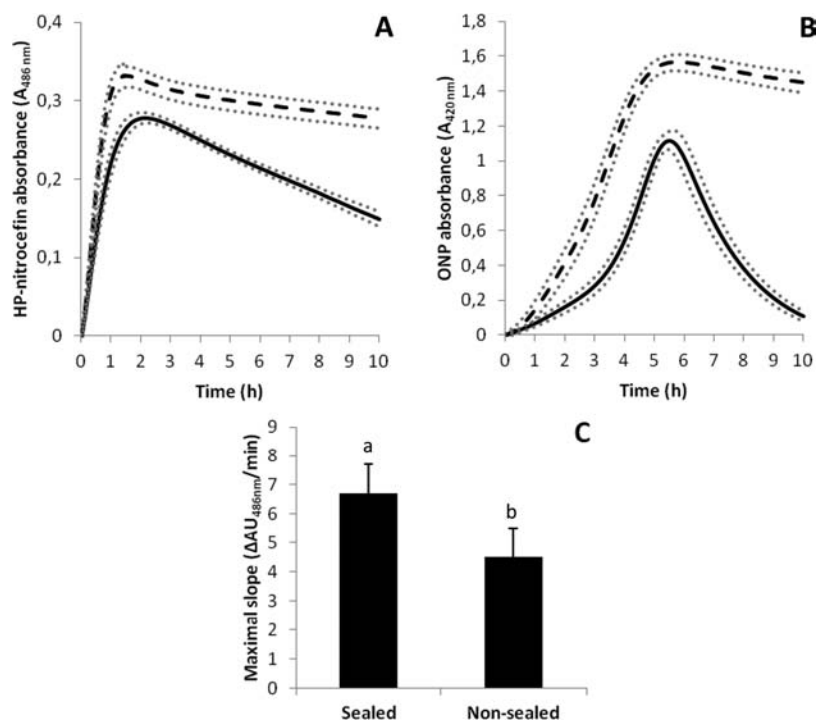 A
HP-nitrocefin absorbance (A486 nm)
0,4
0,3
0,2
0,1
0
0 1 2 3 4 5 6 7 8 9 10
Time (h)
B
ONP absorbance (A420 nm)
1,8
1,6
1,4
1,2
1
0,8
0,6
0,4
0,2
0
0 1 2 3 4 5 6 7 8 9 10
Time (h)
C
Maximal slope (ΔAU486nm/min)
9
8
7
6
5
4
3
2
1
0
a
b
Sealed Non-sealed